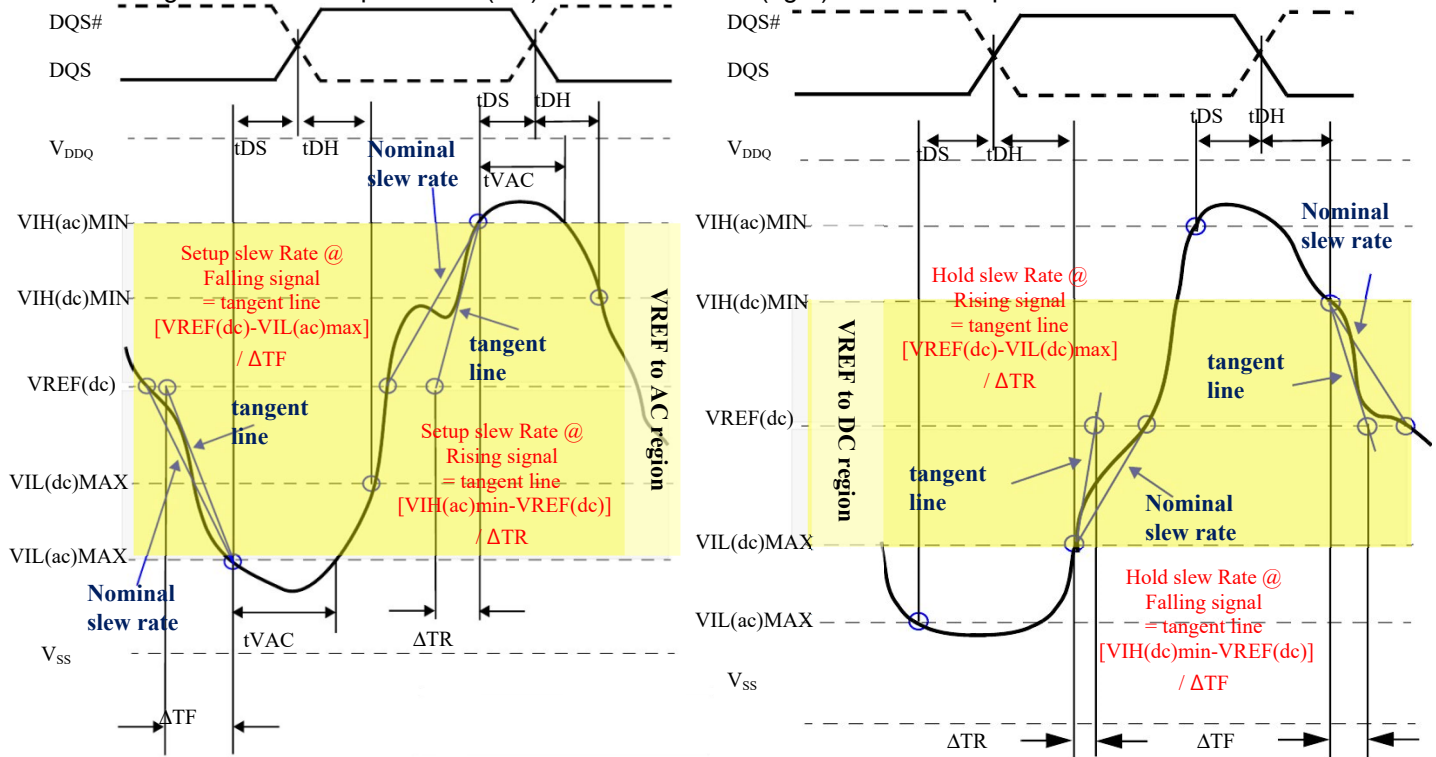 DQS#
DQS
tDS
tDH
VDDQ
tDS
tDH
Nominal
slew rate
tVAC
VIH(ac)MIN
Setup slew Rate @
Falling signal
= tangent line
[VREF(dc)-VIL(ac)max]
/ ΔTF
VIH(dc)MIN
tangent
line
VREF(dc)
tangent
line
Setup slew Rate @
Rising signal
= tangent line
[VIH(ac)min-VREF(dc)]
/ ΔTR
VREF to AC region
VIL(dc)MAX
VIL(ac)MAX
Nominal
slew rate
tVAC
ΔTR
VSS
ΔTF
DQS#
DQS
tDS
tDH
VDDQ
tDS
tDH
VIH(ac)MIN
Nominal
slew rate
Hold slew Rate @
Rising signal
= tangent line
[VREF(dc)-VIL(dc)max]
/ ΔTR
VIH(dc)MIN
tangent
line
VREF to DC region
VREF(dc)
tangent
line
Nominal
slew rate
VIL(dc)MAX
Hold slew Rate @
Falling signal
= tangent line
[VIH(dc)min-VREF(dc)]
/ ΔTF
VIL(ac)MAX
VSS
ΔTR
ΔTF